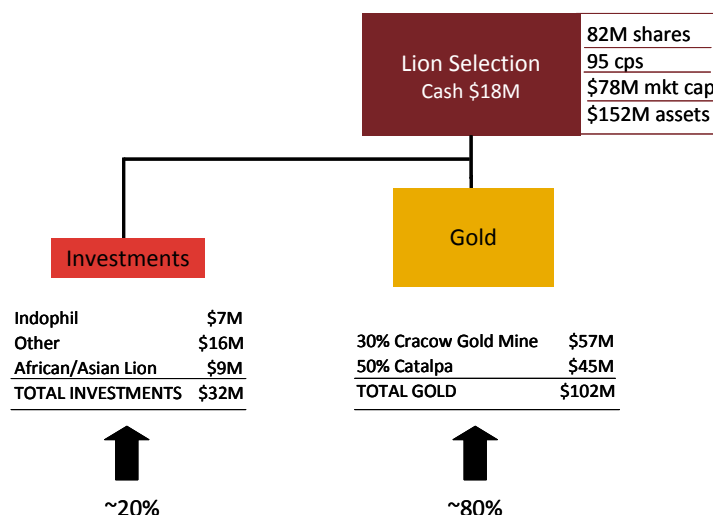 Lion Selection
Cash $18M
82M shares
95 cps
$78M mkt cap
$152M assets
Investments
Gold
Indophil $7M
Other $16M
African/Asian Lion $9M
TOTAL INVESTMENTS $32M
30% Cracow Gold Mine $57M
50% Catalpa $45M
TOTAL GOLD $102M
~20%
~80%